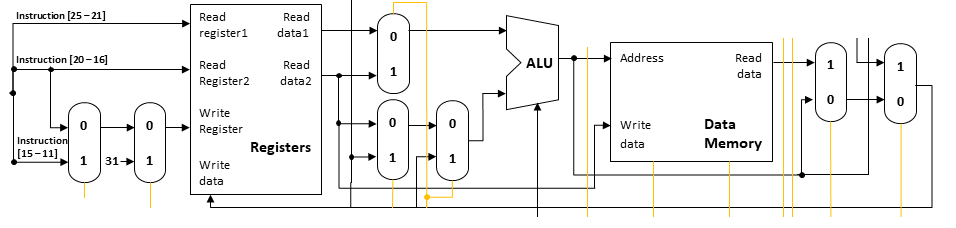 Instruction [25 – 21]
Read
register1
Read
data1
Instruction [20 – 16]
Read
Register2
Read
data2
Write
Register
Registers
Write
data
Instruction
[15 – 11]
0
1
31
0
1
0
1
0
1
0
1
ALU
Address
Read
data
Write
data
Data
Memory
1
0
1
0